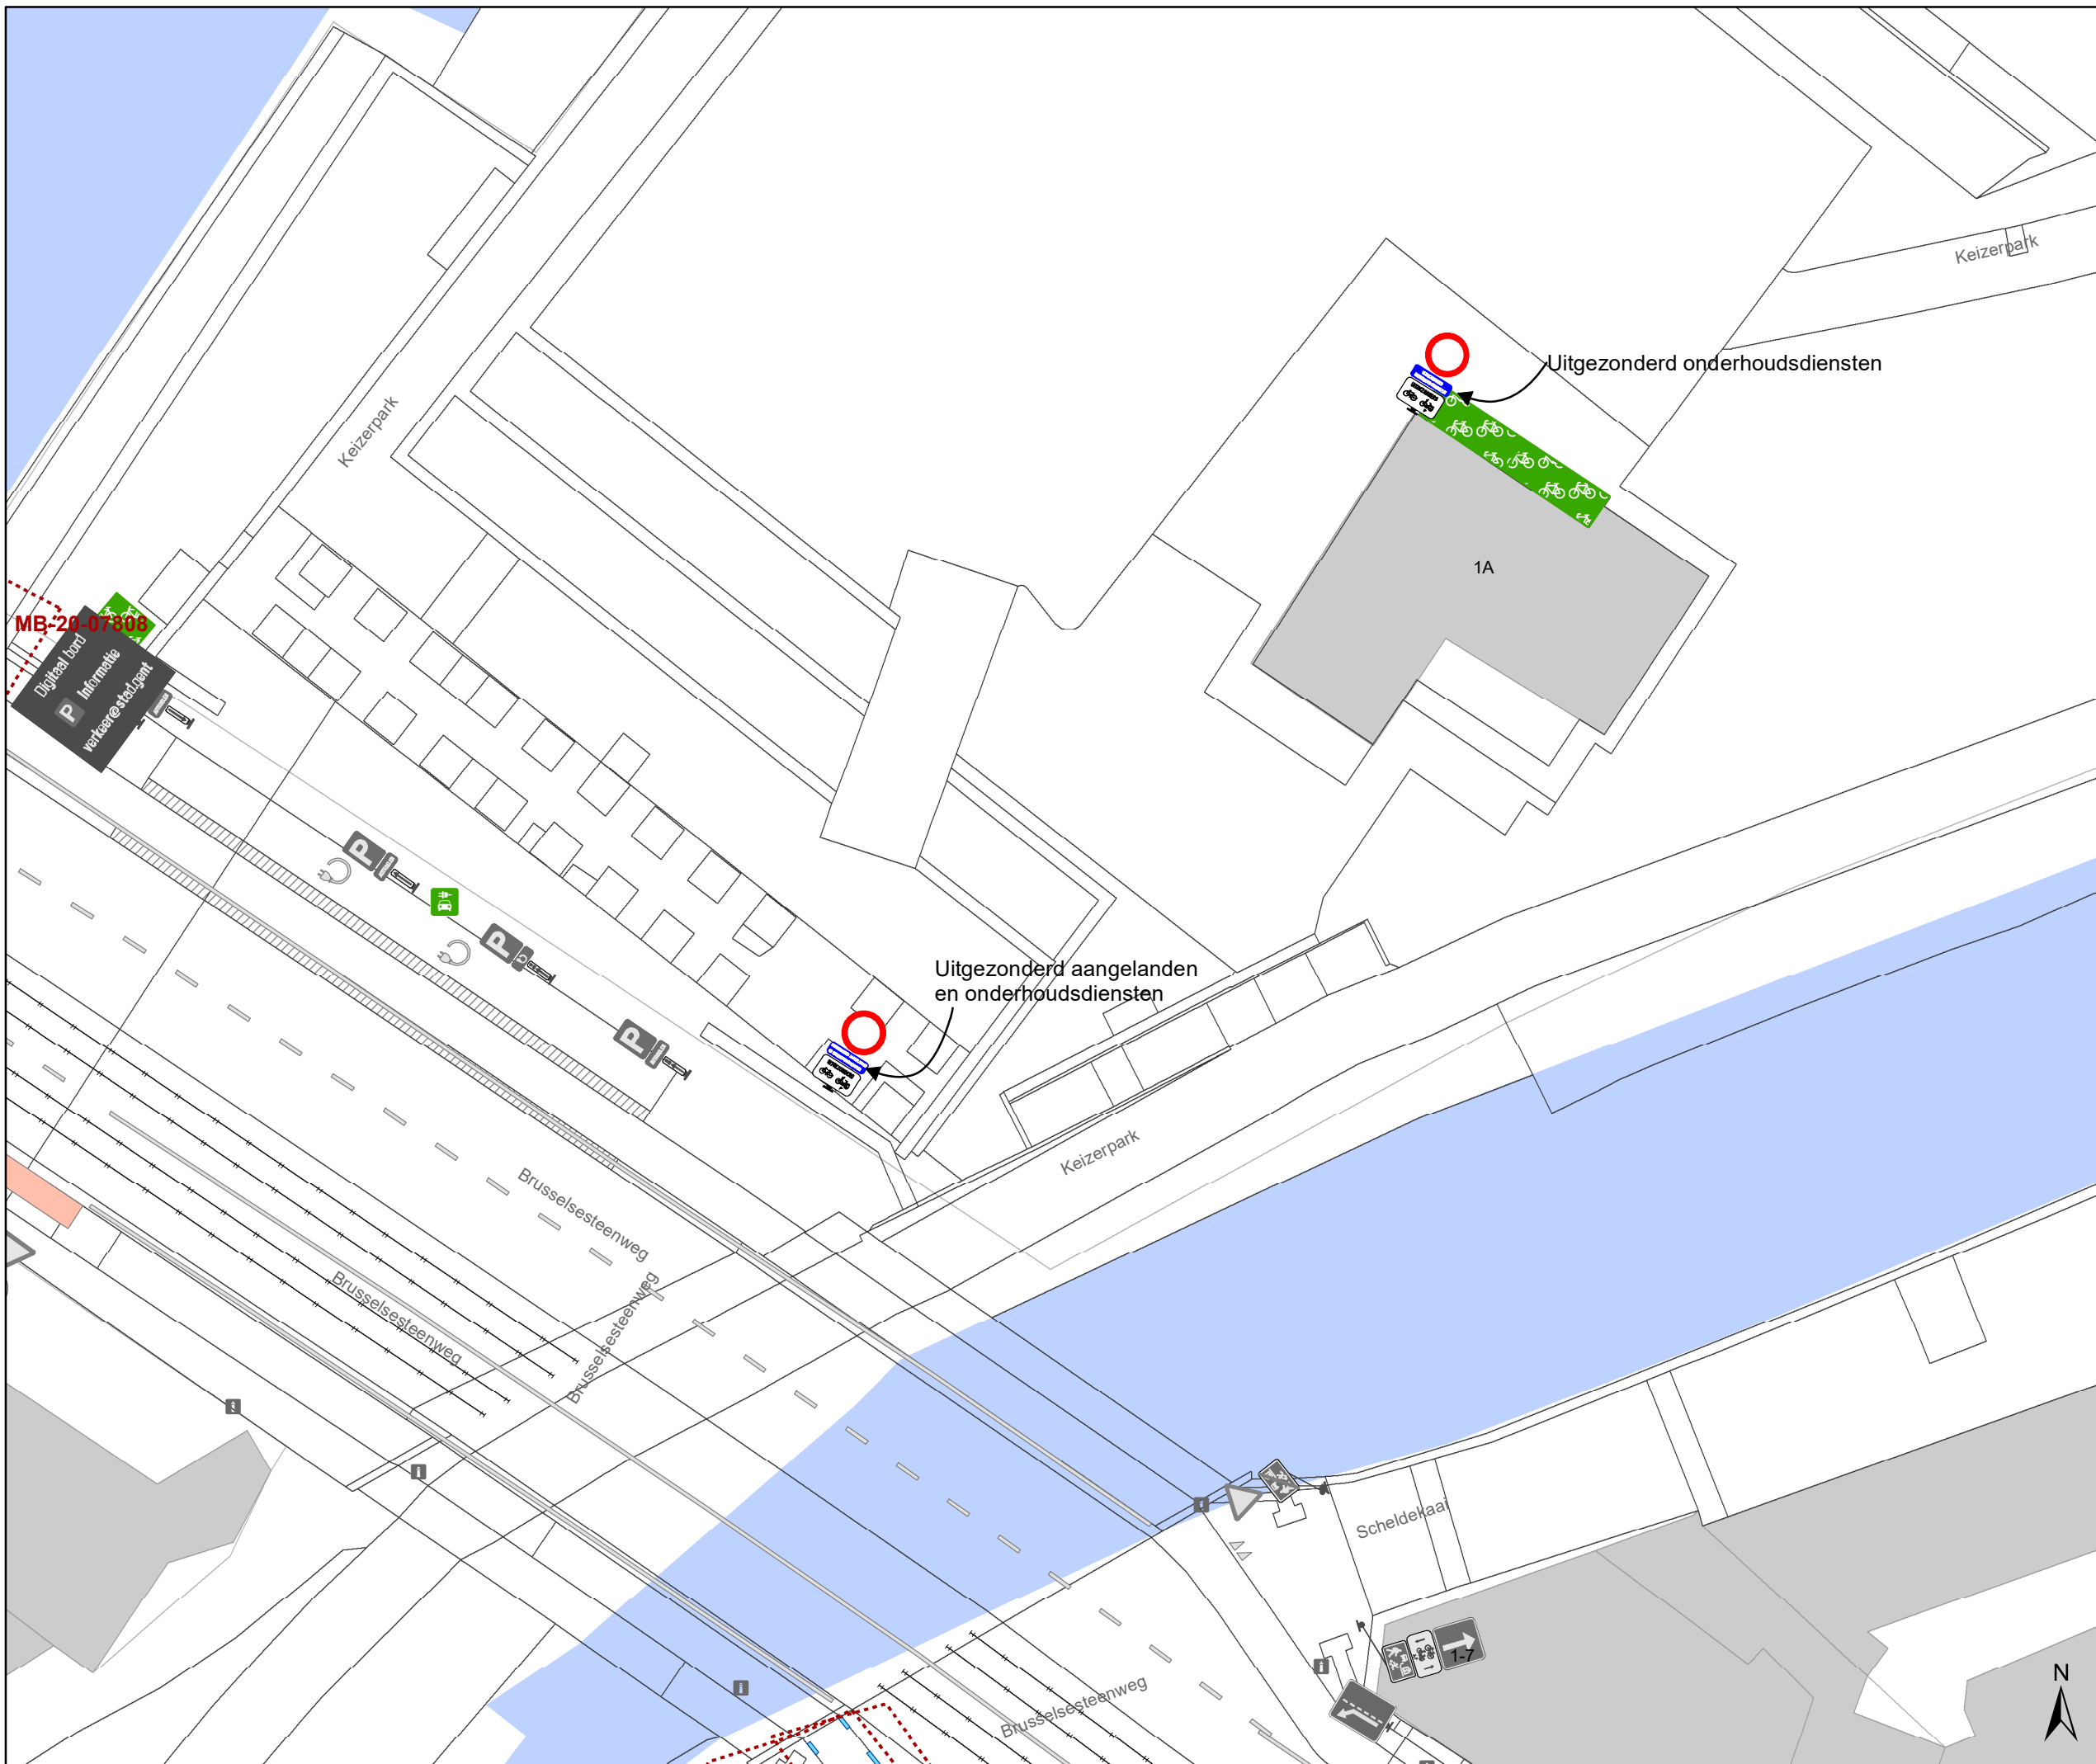 Keizerpark
Uitgezonderd onderhoudsdiensten
Keizerpark
1A
MB-20-07808
Digitaal bord
P Informatie
verkeer@stad.gent
P
P
Uitgezonderd aangelanden
en onderhoudsdiensten
P
Keizerpark
Brusselsesteenweg
Brusselsesteenweg
Brusselsesteenweg
Scheldekaai
1-7
Brusselsesteenweg
N